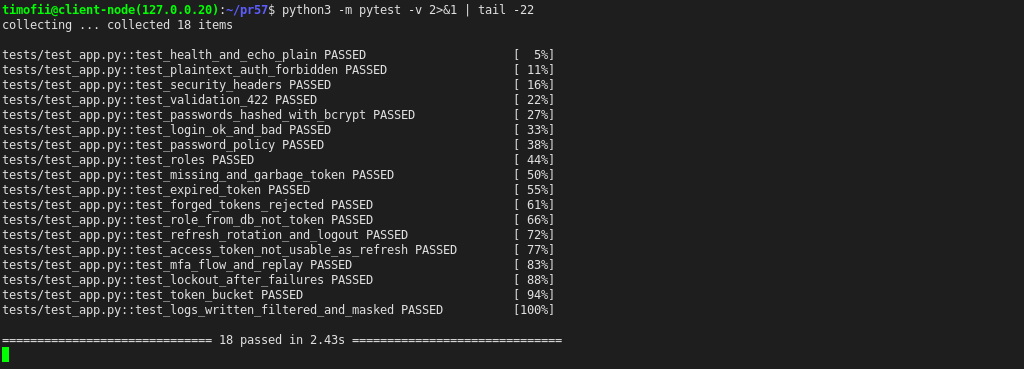 timofii@client-node(127.0.0.20):~/pr57$ python3 -m pytest -v 2>&1 | tail -22
collecting ... collected 18 items

tests/test_app.py::test_health_and_echo_plain PASSED                     [  5%]
tests/test_app.py::test_plaintext_auth_forbidden PASSED                  [ 11%]
tests/test_app.py::test_security_headers PASSED                          [ 16%]
tests/test_app.py::test_validation_422 PASSED                            [ 22%]
tests/test_app.py::test_passwords_hashed_with_bcrypt PASSED              [ 27%]
tests/test_app.py::test_login_ok_and_bad PASSED                          [ 33%]
tests/test_app.py::test_password_policy PASSED                           [ 38%]
tests/test_app.py::test_roles PASSED                                     [ 44%]
tests/test_app.py::test_missing_and_garbage_token PASSED                 [ 50%]
tests/test_app.py::test_expired_token PASSED                             [ 55%]
tests/test_app.py::test_forged_tokens_rejected PASSED                    [ 61%]
tests/test_app.py::test_role_from_db_not_token PASSED                    [ 66%]
tests/test_app.py::test_refresh_rotation_and_logout PASSED               [ 72%]
tests/test_app.py::test_access_token_not_usable_as_refresh PASSED        [ 77%]
tests/test_app.py::test_mfa_flow_and_replay PASSED                       [ 83%]
tests/test_app.py::test_lockout_after_failures PASSED                    [ 88%]
tests/test_app.py::test_token_bucket PASSED                              [ 94%]
tests/test_app.py::test_logs_written_filtered_and_masked PASSED          [100%]

============================== 18 passed in 2.43s ==============================